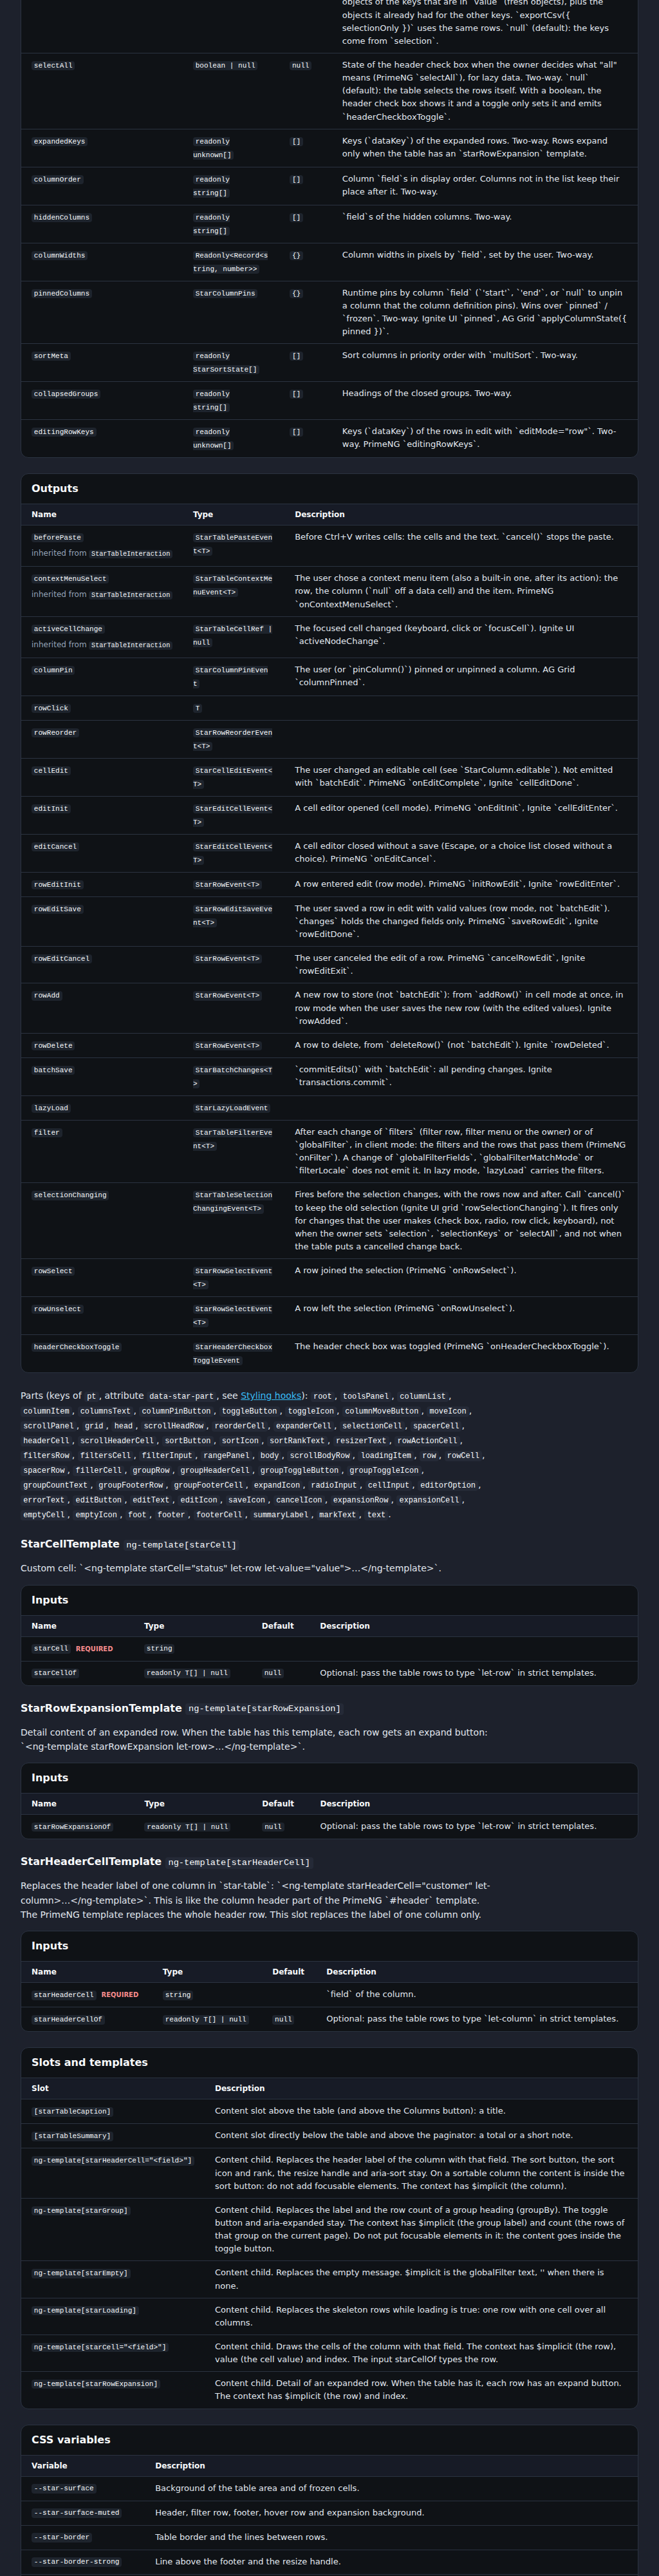 objects of the keys that are in `value` (fresh objects), plus the
objects it already had for the other keys. `exportCsv({
selectionOnly })` uses the same rows. `null` (default): the keys
come from `selection`.
selectAll boolean | null null State of the header check box when the owner decides what "all"
means (PrimeNG `selectAll`), for lazy data. Two-way. `null`
(default): the table selects the rows itself. With a boolean, the
header check box shows it and a toggle only sets it and emits
`headerCheckboxToggle`.
expandedKeys readonly [] Keys (`dataKey`) of the expanded rows. Two-way. Rows expand
unknown[] only when the table has an `starRowExpansion` template.
columnOrder readonly [] Column `field`s in display order. Columns not in the list keep their
string[] place after it. Two-way.
hiddenColumns readonly [] `field`s of the hidden columns. Two-way.
string[]
columnWidths Readonly<Record<s {} Column widths in pixels by `field`, set by the user. Two-way.
tring, number>>
pinnedColumns StarColumnPins {} Runtime pins by column `field` (`'start'`, `'end'`, or `null` to unpin
a column that the column definition pins). Wins over `pinned` /
`frozen`. Two-way. Ignite UI `pinned`, AG Grid `applyColumnState({
pinned })`.
sortMeta readonly [] Sort columns in priority order with `multiSort`. Two-way.
StarSortState[]
collapsedGroups readonly [] Headings of the closed groups. Two-way.
string[]
editingRowKeys readonly [] Keys (`dataKey`) of the rows in edit with `editMode="row"`. Two-
unknown[] way. PrimeNG `editingRowKeys`.
Outputs
Name Type Description
beforePaste StarTablePasteEven Before Ctrl+V writes cells: the cells and the text. `cancel()` stops the paste.
inherited from StarTableInteraction t<T>
contextMenuSelect StarTableContextMe The user chose a context menu item (also a built-in one, after its action): the
inherited from StarTableInteraction nuEvent<T> row, the column (`null` off a data cell) and the item. PrimeNG
`onContextMenuSelect`.
activeCellChange StarTableCellRef | The focused cell changed (keyboard, click or `focusCell`). Ignite UI
inherited from StarTableInteraction null `activeNodeChange`.
columnPin StarColumnPinEven The user (or `pinColumn()`) pinned or unpinned a column. AG Grid
t `columnPinned`.
rowClick T
rowReorder StarRowReorderEven
t<T>
cellEdit StarCellEditEvent< The user changed an editable cell (see `StarColumn.editable`). Not emitted
T> with `batchEdit`. PrimeNG `onEditComplete`, Ignite `cellEditDone`.
editInit StarEditCellEvent< A cell editor opened (cell mode). PrimeNG `onEditInit`, Ignite `cellEditEnter`.
T>
editCancel StarEditCellEvent< A cell editor closed without a save (Escape, or a choice list closed without a
T> choice). PrimeNG `onEditCancel`.
rowEditInit StarRowEvent<T> A row entered edit (row mode). PrimeNG `initRowEdit`, Ignite `rowEditEnter`.
rowEditSave StarRowEditSaveEve The user saved a row in edit with valid values (row mode, not `batchEdit`).
nt<T> `changes` holds the changed fields only. PrimeNG `saveRowEdit`, Ignite
`rowEditDone`.
rowEditCancel StarRowEvent<T> The user canceled the edit of a row. PrimeNG `cancelRowEdit`, Ignite
`rowEditExit`.
rowAdd StarRowEvent<T> A new row to store (not `batchEdit`): from `addRow()` in cell mode at once, in
row mode when the user saves the new row (with the edited values). Ignite
`rowAdded`.
rowDelete StarRowEvent<T> A row to delete, from `deleteRow()` (not `batchEdit`). Ignite `rowDeleted`.
batchSave StarBatchChanges<T `commitEdits()` with `batchEdit`: all pending changes. Ignite
> `transactions.commit`.
lazyLoad StarLazyLoadEvent
filter StarTableFilterEve After each change of `filters` (filter row, filter menu or the owner) or of
nt<T> `globalFilter`, in client mode: the filters and the rows that pass them (PrimeNG
`onFilter`). A change of `globalFilterFields`, `globalFilterMatchMode` or
`filterLocale` does not emit it. In lazy mode, `lazyLoad` carries the filters.
selectionChanging StarTableSelection Fires before the selection changes, with the rows now and after. Call `cancel()`
ChangingEvent<T> to keep the old selection (Ignite UI grid `rowSelectionChanging`). It fires only
for changes that the user makes (check box, radio, row click, keyboard), not
when the owner sets `selection`, `selectionKeys` or `selectAll`, and not when
the table puts a cancelled change back.
rowSelect StarRowSelectEvent A row joined the selection (PrimeNG `onRowSelect`).
<T>
rowUnselect StarRowSelectEvent A row left the selection (PrimeNG `onRowUnselect`).
<T>
headerCheckboxToggle StarHeaderCheckbox The header check box was toggled (PrimeNG `onHeaderCheckboxToggle`).
ToggleEvent
Parts (keys of pt, attribute data-star-part, see Styling hooks): root, toolsPanel, columnList,
columnItem, columnsText, columnPinButton, toggleButton, toggleIcon, columnMoveButton, moveIcon,
scrollPanel, grid, head, scrollHeadRow, reorderCell, expanderCell, selectionCell, spacerCell,
headerCell, scrollHeaderCell, sortButton, sortIcon, sortRankText, resizerText, rowActionCell,
filtersRow, filtersCell, filterInput, rangePanel, body, scrollBodyRow, loadingItem, row, rowCell,
spacerRow, fillerCell, groupRow, groupHeaderCell, groupToggleButton, groupToggleIcon,
groupCountText, groupFooterRow, groupFooterCell, expandIcon, radioInput, cellInput, editorOption,
errorText, editButton, editText, editIcon, saveIcon, cancelIcon, expansionRow, expansionCell,
emptyCell, emptyIcon, foot, footer, footerCell, summaryLabel, markText, text.
StarCellTemplate ng-template[starCell]
Custom cell: `<ng-template starCell="status" let-row let-value="value">…</ng-template>`.
Inputs
Name Type Default Description
starCell REQUIRED string
starCellOf readonly T[] | null null Optional: pass the table rows to type `let-row` in strict templates.
StarRowExpansionTemplate ng-template[starRowExpansion]
Detail content of an expanded row. When the table has this template, each row gets an expand button:
`<ng-template starRowExpansion let-row>…</ng-template>`.
Inputs
Name Type Default Description
starRowExpansionOf readonly T[] | null null Optional: pass the table rows to type `let-row` in strict templates.
StarHeaderCellTemplate ng-template[starHeaderCell]
Replaces the header label of one column in `star-table`: `<ng-template starHeaderCell="customer" let-
column>…</ng-template>`. This is like the column header part of the PrimeNG `#header` template.
The PrimeNG template replaces the whole header row. This slot replaces the label of one column only.
Inputs
Name Type Default Description
starHeaderCell REQUIRED string `field` of the column.
starHeaderCellOf readonly T[] | null null Optional: pass the table rows to type `let-column` in strict templates.
Slots and templates
Slot Description
[starTableCaption] Content slot above the table (and above the Columns button): a title.
[starTableSummary] Content slot directly below the table and above the paginator: a total or a short note.
ng-template[starHeaderCell="<field>"] Content child. Replaces the header label of the column with that field. The sort button, the sort
icon and rank, the resize handle and aria-sort stay. On a sortable column the content is inside the
sort button: do not add focusable elements. The context has $implicit (the column).
ng-template[starGroup] Content child. Replaces the label and the row count of a group heading (groupBy). The toggle
button and aria-expanded stay. The context has $implicit (the group label) and count (the rows of
that group on the current page). Do not put focusable elements in it: the content goes inside the
toggle button.
ng-template[starEmpty] Content child. Replaces the empty message. $implicit is the globalFilter text, '' when there is
none.
ng-template[starLoading] Content child. Replaces the skeleton rows while loading is true: one row with one cell over all
columns.
ng-template[starCell="<field>"] Content child. Draws the cells of the column with that field. The context has $implicit (the row),
value (the cell value) and index. The input starCellOf types the row.
ng-template[starRowExpansion] Content child. Detail of an expanded row. When the table has it, each row has an expand button.
The context has $implicit (the row) and index.
CSS variables
Variable Description
--star-surface Background of the table area and of frozen cells.
--star-surface-muted Header, filter row, footer, hover row and expansion background.
--star-border Table border and the lines between rows.
--star-border-strong Line above the footer and the resize handle.